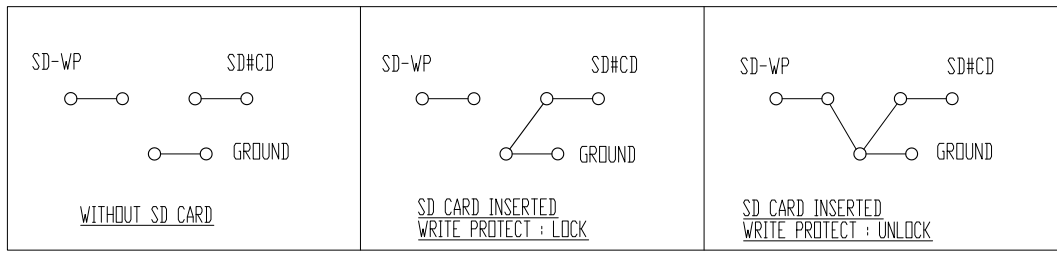 SD-WP SD#CD
GROUND
WITHOUT SD CARD
SD-WP SD#CD
GROUND
SD CARD INSERTED
WRITE PROTECT : LOCK
SD-WP SD#CD
GROUND
SD CARD INSERTED
WRITE PROTECT : UNLOCK